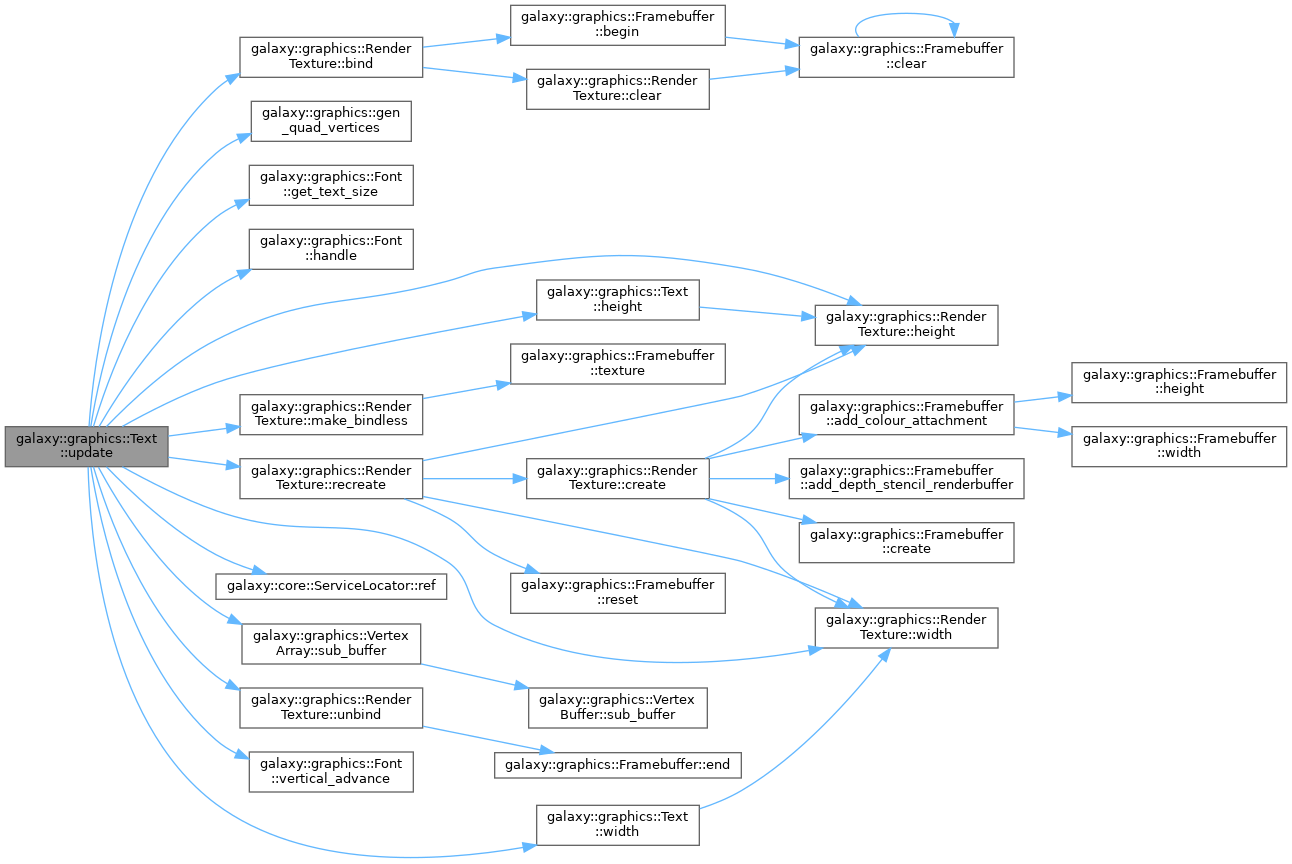 galaxy::graphics::Text
::update
galaxy::graphics::Render
Texture::bind
galaxy::graphics::Framebuffer
::begin
galaxy::graphics::Framebuffer
::clear
galaxy::graphics::Render
Texture::clear
galaxy::graphics::gen
_quad_vertices
galaxy::graphics::Font
::get_text_size
galaxy::graphics::Font
::handle
galaxy::graphics::Text
::height
galaxy::graphics::Render
Texture::height
galaxy::graphics::Framebuffer
::texture
galaxy::graphics::Render
Texture::make_bindless
galaxy::graphics::Framebuffer
::add_colour_attachment
galaxy::graphics::Framebuffer
::height
galaxy::graphics::Framebuffer
::width
galaxy::graphics::Render
Texture::recreate
galaxy::graphics::Render
Texture::create
galaxy::graphics::Framebuffer
::add_depth_stencil_renderbuffer
galaxy::graphics::Framebuffer
::create
galaxy::graphics::Framebuffer
::reset
galaxy::core::ServiceLocator::ref
galaxy::graphics::Render
Texture::width
galaxy::graphics::Vertex
Array::sub_buffer
galaxy::graphics::Vertex
Buffer::sub_buffer
galaxy::graphics::Render
Texture::unbind
galaxy::graphics::Framebuffer::end
galaxy::graphics::Font
::vertical_advance
galaxy::graphics::Text
::width